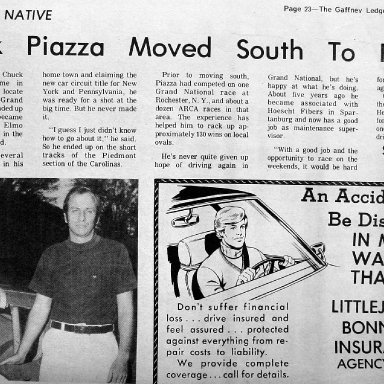 Page 23—The Gaffney Ledg
NATIVE
Piazza Moved South To
Chuck
ime in
locate
Grand
ded up
became
Elmo
in the
d.
everal
in his
home town and claiming the
new car circuit title for New
York and Pennsylvania, he
was ready for a shot at the
big time. But he never made
it.
"I guess I just didn't know
how to go about it." he said.
So he ended up on the short
tracks of the Piedmont
section of the Carolinas.
Prior to moving south,
Piazza had competed on one
Grand National race at
Rochester, N. Y., and about a
dozen ARCA races in that
area. The experience has
helped him to rack up ap-
proximately 130 wins on local
ovals.
He's never quite given up
hope of driving again in
Grand National, but he's
happy at what he's doing.
About five years ago he
became associated with
Hoescht Fibers in Spar-
tanburg and now has a good
job as maintenance super-
visor.
"With a good job and the
opportunity to race on the
weekends, it would be hard
An Accid
Be Dis
IN M
WA
THA
Don't suffer financial
loss . . . drive insured and
feel assured . . . protected
against everything from re-
pair costs to liability.
We provide complete
coverage . . . call for details.
LITTLEJ
BONN
INSURA
AGENCY